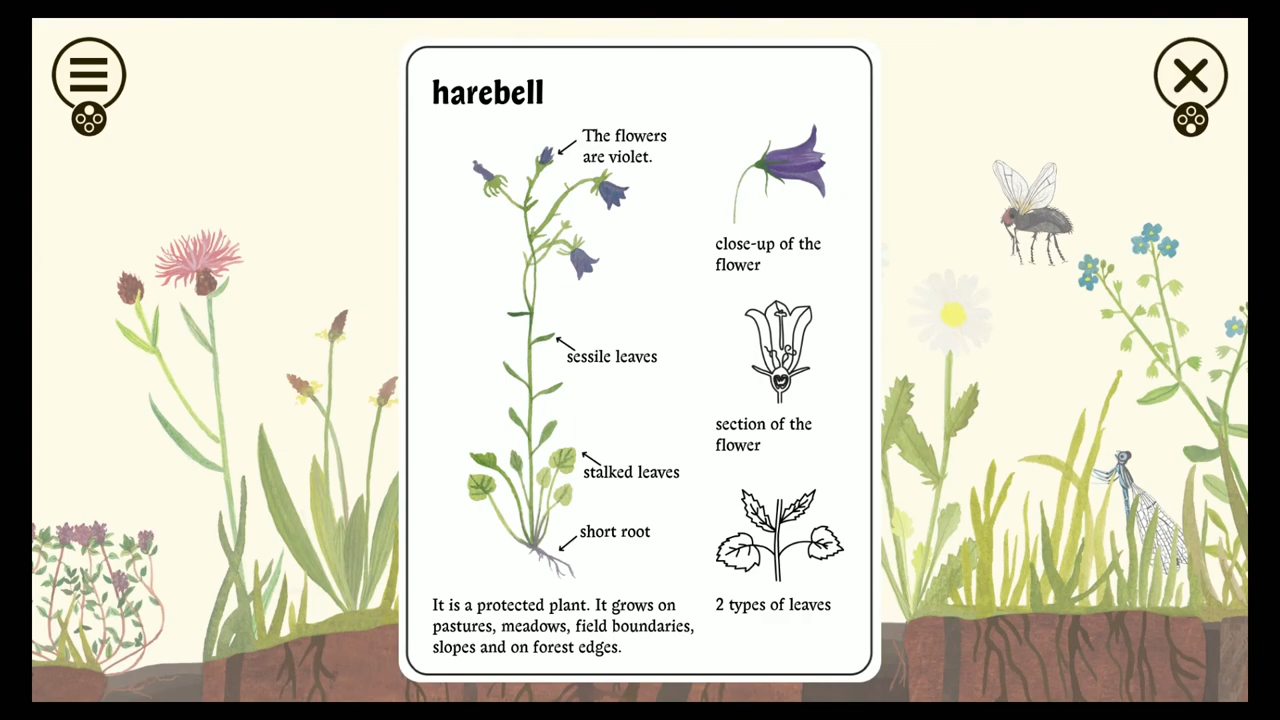 harebell
The flowers
are violet.
close-up of the
flower
sessile leaves
section of the
flower
stalked leaves
short root
2 types of leaves
It is a protected plant. It grows on
pastures, meadows, field boundaries,
slopes and on forest edges.